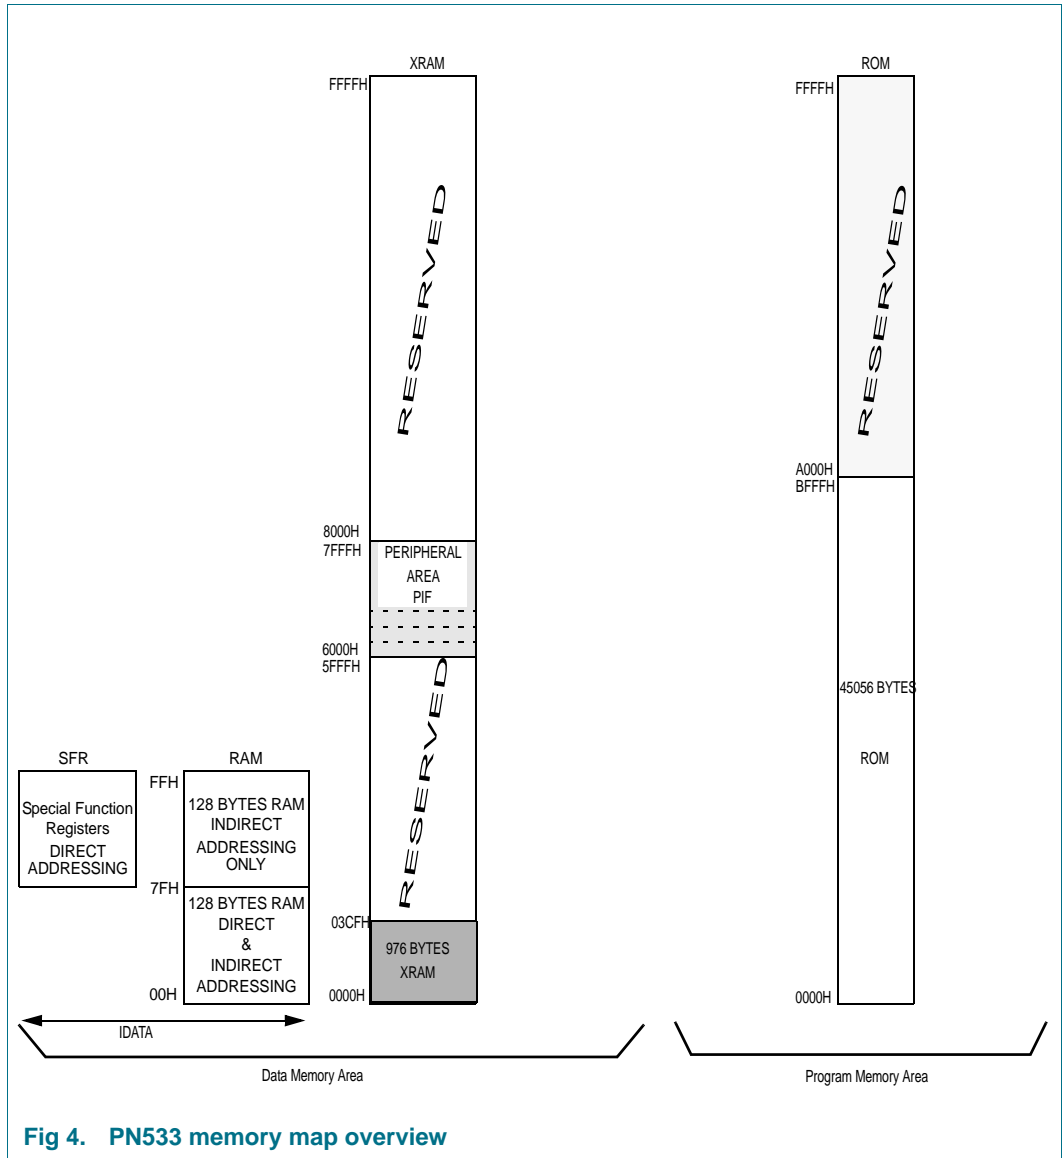 XRAM
FFFFH
RESERVED
8000H
7FFFH
PERIPHERAL
AREA
PIF
6000H
5FFFH
RESERVED
03CFH
976 BYTES
XRAM
0000H
SFR
Special Function
Registers
DIRECT
ADDRESSING
RAM
FFH
128 BYTES RAM
INDIRECT
ADDRESSING
ONLY
7FH
128 BYTES RAM
DIRECT
&
INDIRECT
ADDRESSING
00H
IDATA
Data Memory Area
ROM
FFFFH
RESERVED
A000H
BFFFH
45056 BYTES
ROM
0000H
Program Memory Area
Fig 4. PN533 memory map overview